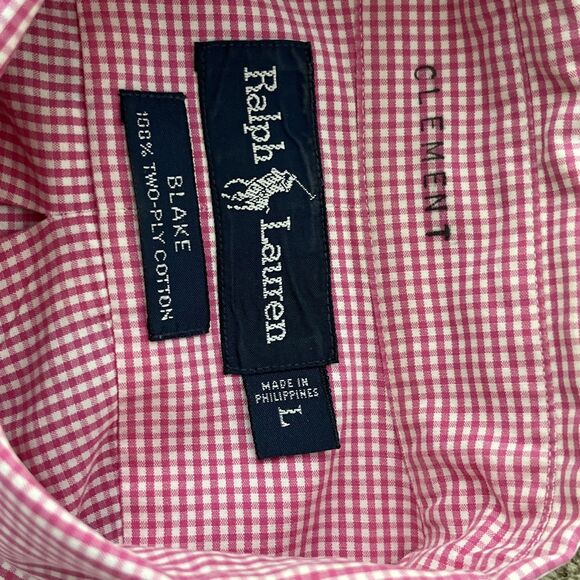 CLEMENT
Ralph Lauren
MADE IN
PHILIPPINES
L
BLAKE
100% TWO-PLY COTTON